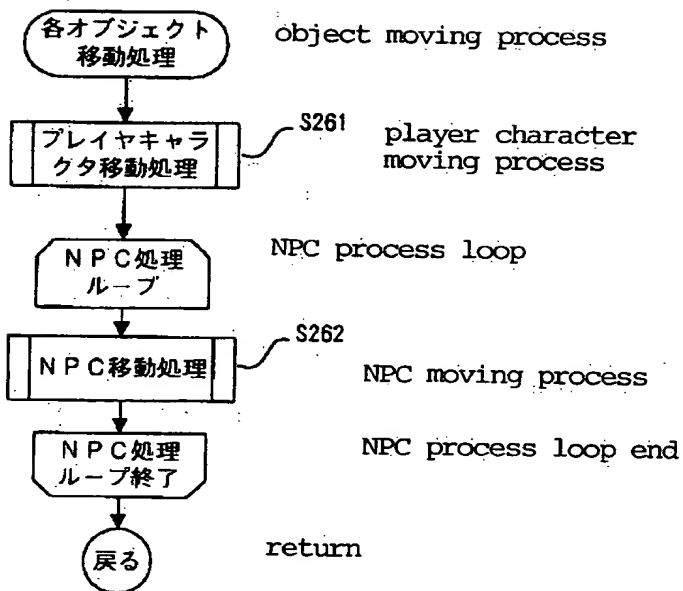 各オブジェクト
移動処理
object moving process
プレイヤキャラ
クタ移動処理
S261
player character
moving process
NPC処理
ループ
NPC process loop
NPC移動処理
S262
NPC moving process
NPC処理
ループ終了
NPC process loop end
戻る
return